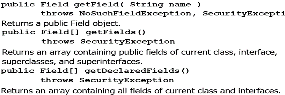 public Field getField( String name )
throws NoSuchFieldException, SecurityExcepti
Returns a public Field object.
public Field[] getFields()
throws SecurityException
Returns an array containing public fields of current class, interface,
superclasses, and superinterfaces.
public Field[] getDeclaredFields()
throws SecurityException
Returns an array containing all fields of current class and interfaces.